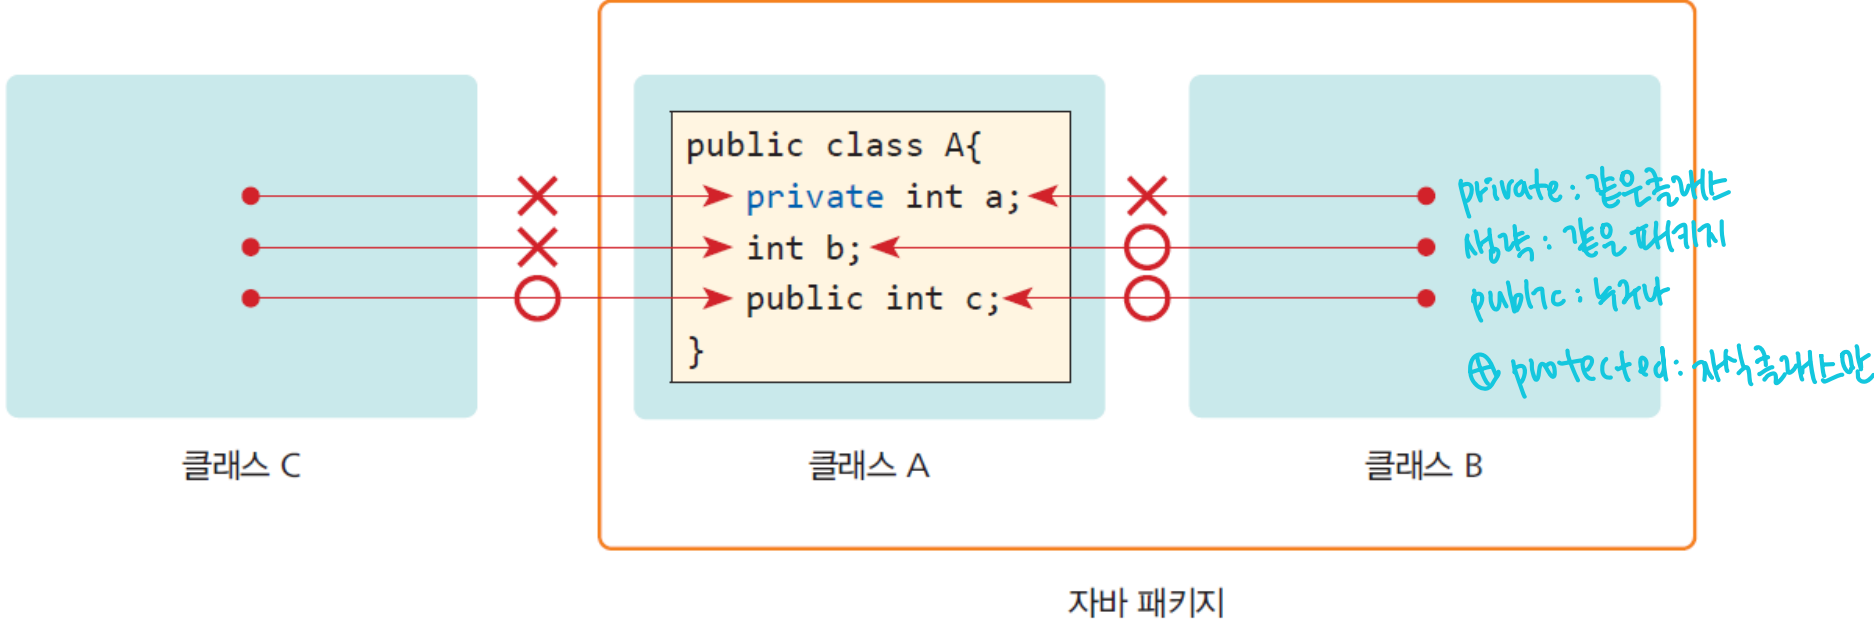 public class A{
private int a;
int b;
public int c;
}
private : 같은클래스
생략 : 같은 패키지
public : 누구나
⊕ protected : 자식클래스만
클래스 C
클래스 A
클래스 B
자바 패키지